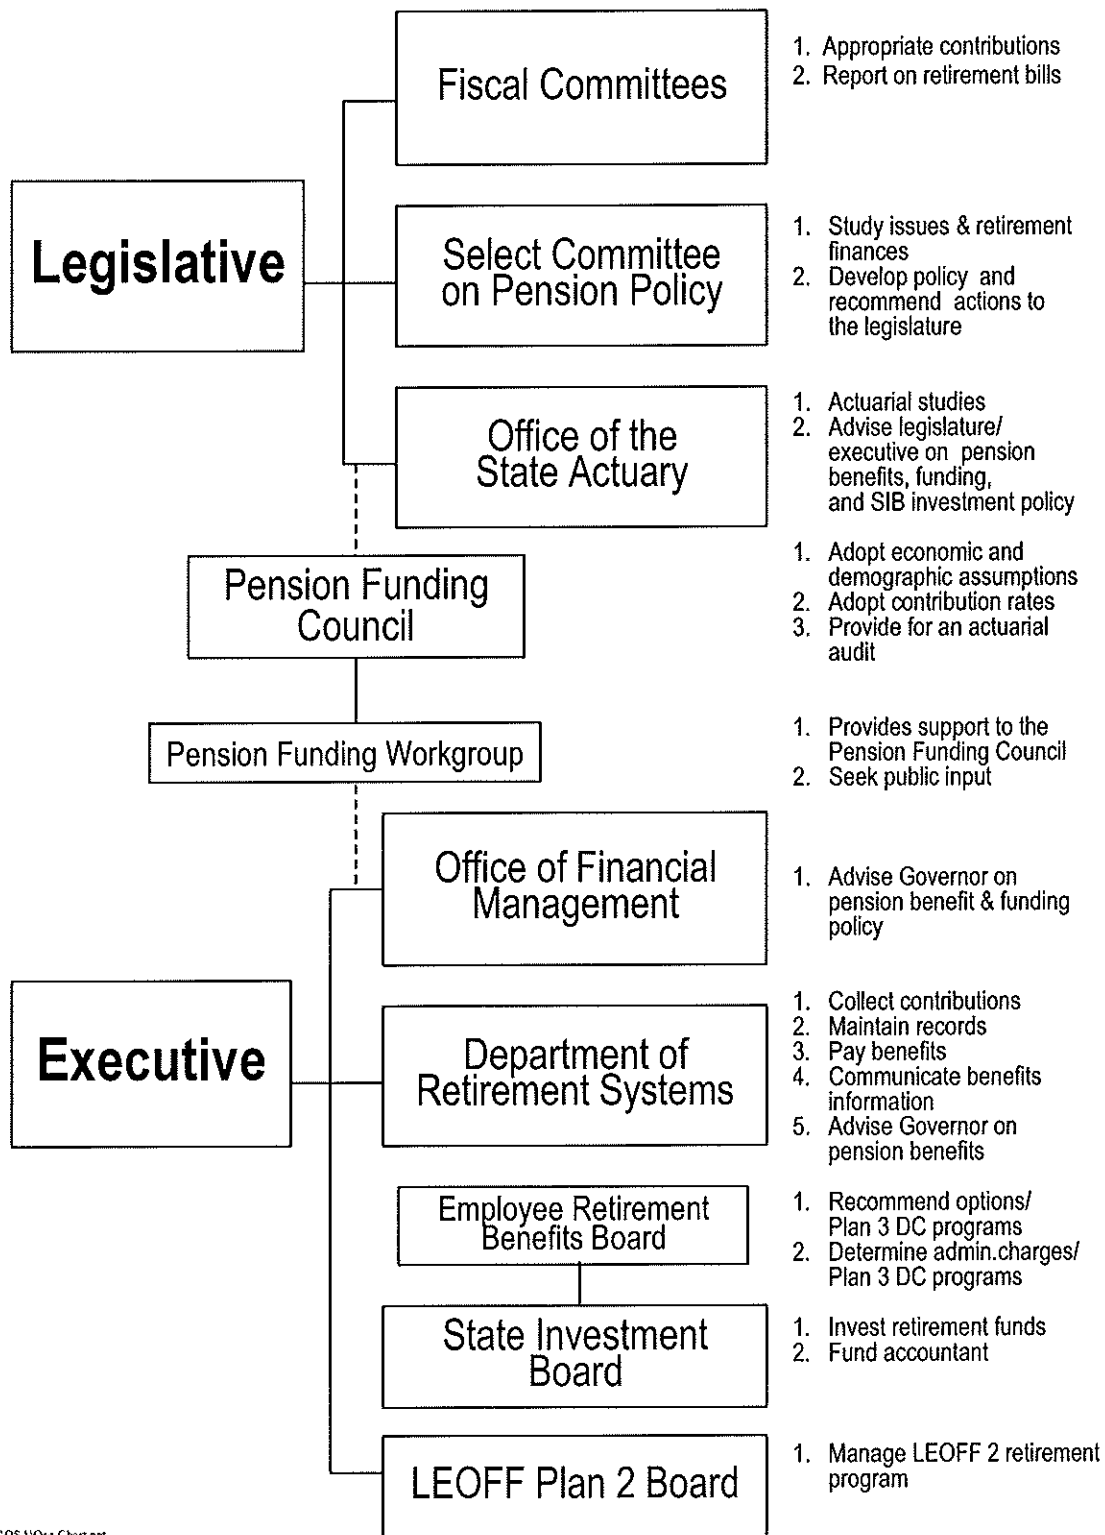 Fiscal Committees
1. Appropriate contributions
2. Report on retirement bills
Legislative
Select Committee
on Pension Policy
1. Study issues & retirement
finances
2. Develop policy and
recommend actions to
the legislature
Office of the
State Actuary
1. Actuarial studies
2. Advise legislature/
executive on pension
benefits, funding,
and SIB investment policy
Pension Funding
Council
1. Adopt economic and
demographic assumptions
2. Adopt contribution rates
3. Provide for an actuarial
audit
Pension Funding Workgroup
1. Provides support to the
Pension Funding Council
2. Seek public input
Office of Financial
Management
1. Advise Governor on
pension benefit & funding
policy
Executive
Department of
Retirement Systems
1. Collect contributions
2. Maintain records
3. Pay benefits
4. Communicate benefits
information
5. Advise Governor on
pension benefits
Employee Retirement
Benefits Board
1. Recommend options/
Plan 3 DC programs
2. Determine admin.charges/
Plan 3 DC programs
State Investment
Board
1. Invest retirement funds
2. Fund accountant
LEOFF Plan 2 Board
1. Manage LEOFF 2 retirement
program